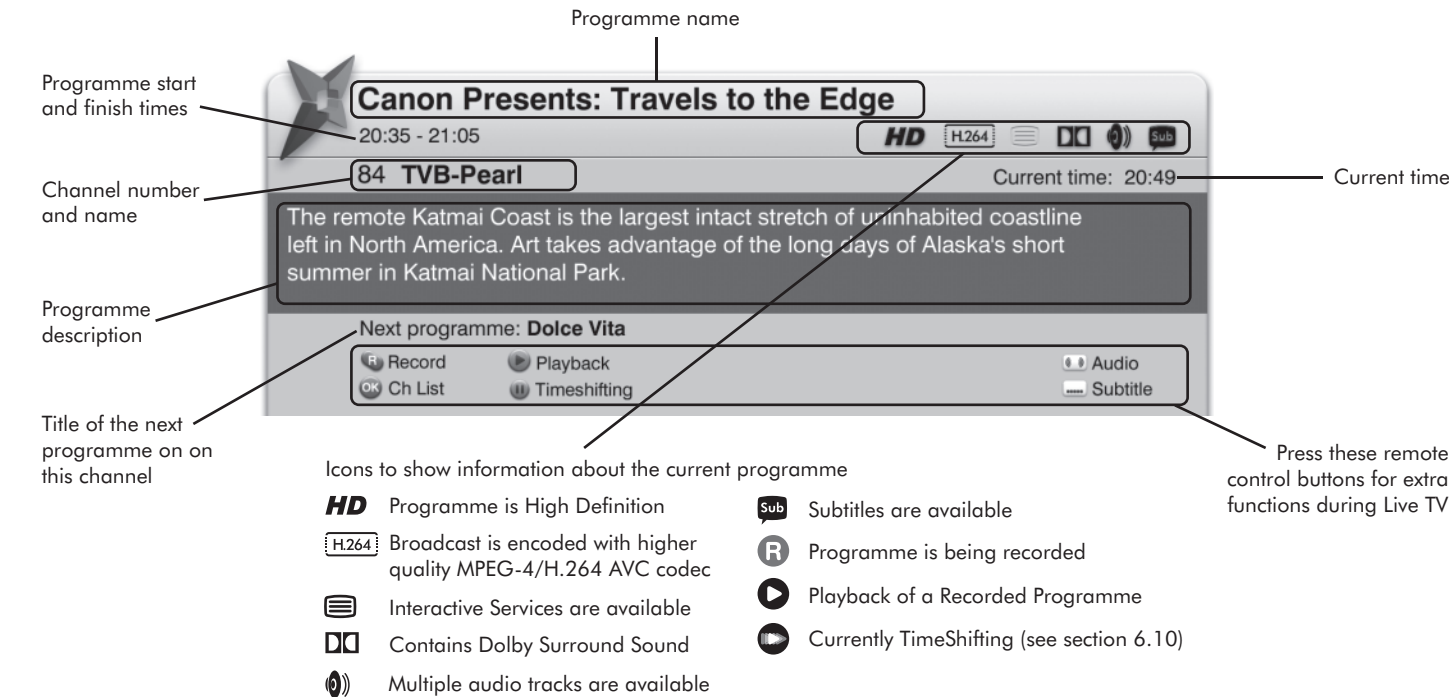 Programme name
Programme start
and finish times
Canon Presents: Travels to the Edge
20:35 - 21:05
HD H.264 Sub
Channel number
and name
84 TVB-Pearl
Current time: 20:49
Current time
The remote Katmai Coast is the largest intact stretch of uninhabited coastline
left in North America. Art takes advantage of the long days of Alaska's short
summer in Katmai National Park.
Programme
description
Next programme: Dolce Vita
R Record
Playback
Audio
OK Ch List
Timeshifting
Subtitle
Title of the next
programme on on
this channel
Press these remote
control buttons for extra
functions during Live TV
Icons to show information about the current programme
HD Programme is High Definition
H.264 Broadcast is encoded with higher
quality MPEG-4/H.264 AVC codec
Interactive Services are available
Contains Dolby Surround Sound
Multiple audio tracks are available
Sub Subtitles are available
R Programme is being recorded
Playback of a Recorded Programme
Currently TimeShifting (see section 6.10)